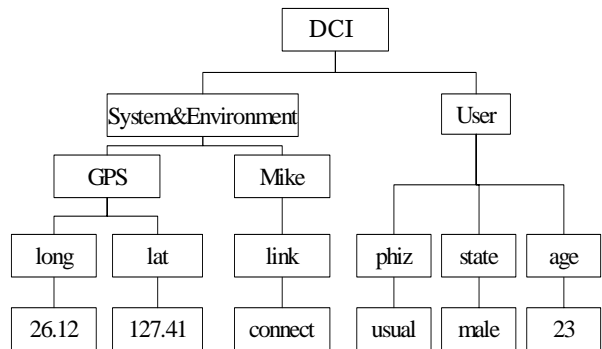 DCI
System&Environment
User
GPS
Mike
long
lat
link
phiz
state
age
26.12
127.41
connect
usual
male
23